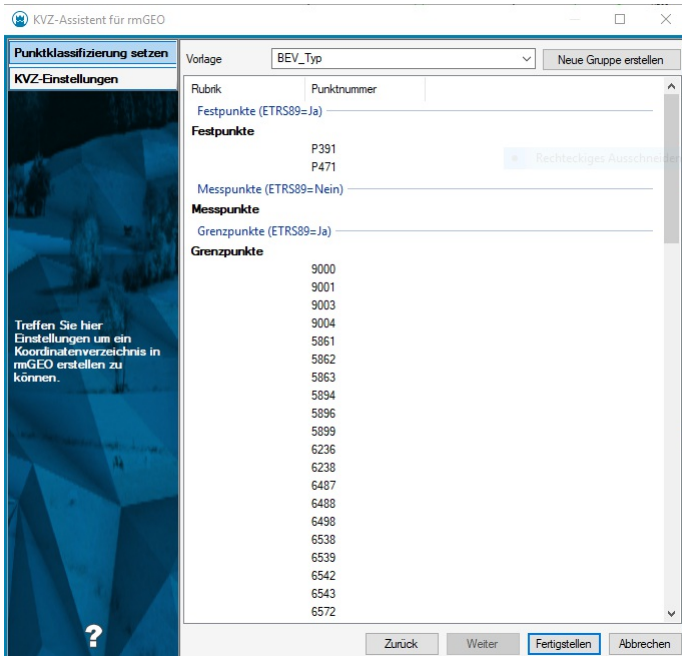 KVZ-Assistent für rmGEO
Punktklassifizierung setzen
KVZ-Einstellungen
Treffen Sie hier
Einstellungen um ein
Koordinatenverzeichnis in
rmGEO erstellen zu
können.
?
Vorlage BEV_Typ Neue Gruppe erstellen
Rubrik Punktnummer
Festpunkte (ETRS89=Ja)
Festpunkte
P391
P471
Rechteckiges Ausschneiden
Messpunkte (ETRS89=Nein)
Messpunkte
Grenzpunkte (ETRS89=Ja)
Grenzpunkte
9000
9001
9003
9004
5861
5862
5863
5894
5896
5899
6236
6238
6487
6488
6498
6538
6539
6542
6543
6572
Zurück Weiter Fertigstellen Abbrechen